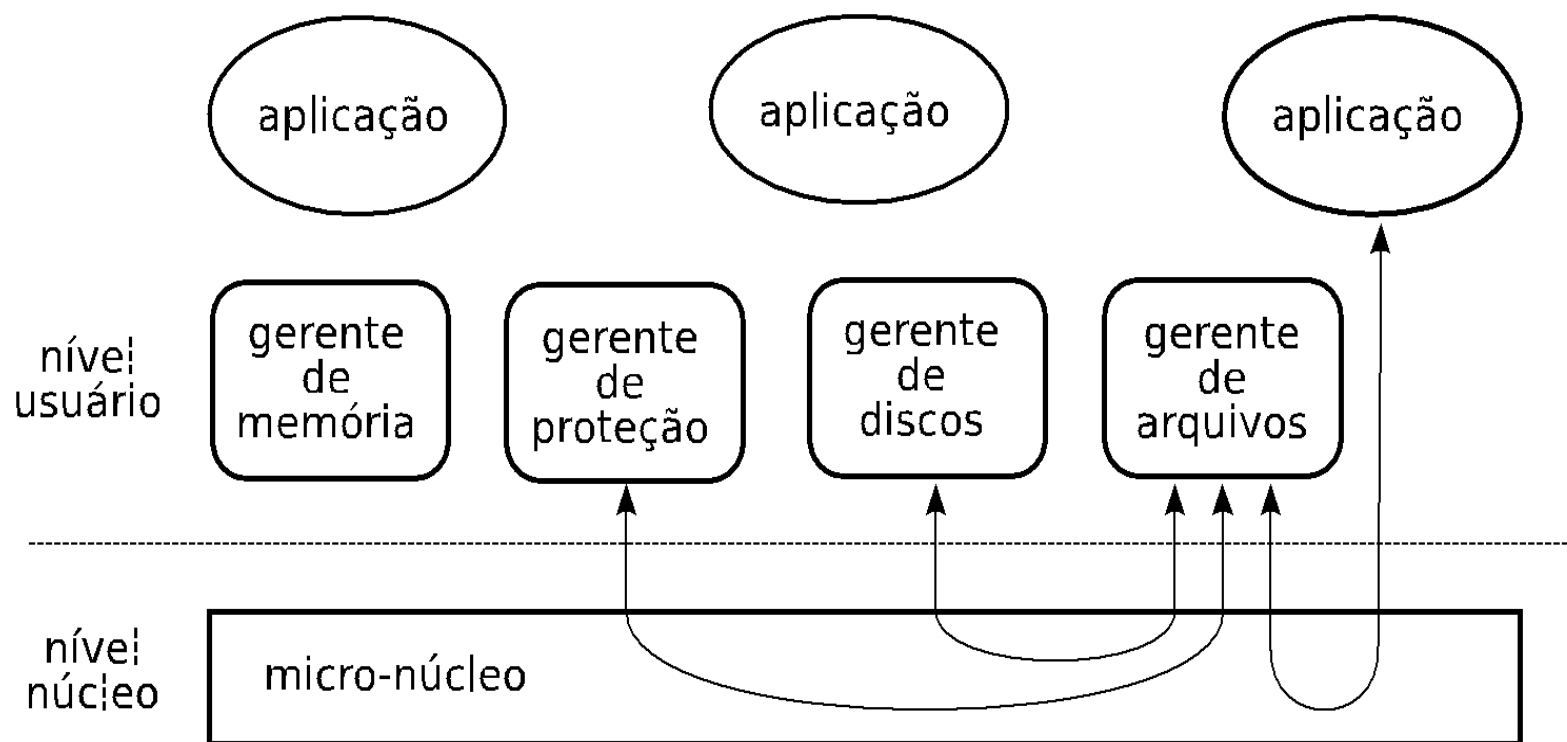 aplicação
aplicação
aplicação
nível
usuário
gerente
de
memória
gerente
de
proteção
gerente
de
discos
gerente
de
arquivos
nível
núcleo
micro-núcleo